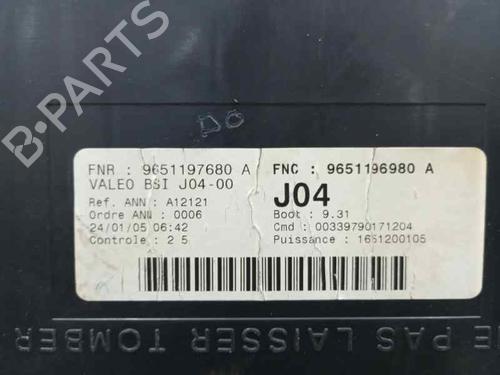 B-PARTS
DO
FNR : 9651197680 A
FNC : 9651196980 A
VALEO BSI J04-00
J04
Ref. ANN : A12121
Ordre ANN : 0006
Boot : 9.31
24/01/05 06:42
Cmd : 00339790171204
Controle : 2 5
Puissance : 1651200105
E PAS LAISSER TOMBER